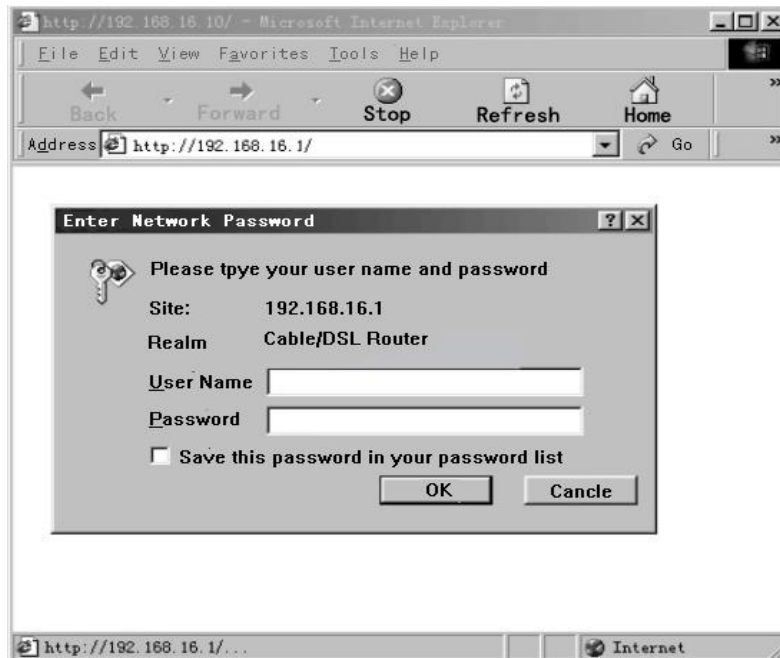 http://192.168.16.10/ - Microsoft Internet Explorer
File Edit View Favorites Tools Help
Back Forward Stop Refresh Home »
Address http://192.168.16.1/ Go »
Enter Network Password
Please tpye your user name and password
Site: 192.168.16.1
Realm Cable/DSL Router
User Name
Password
Save this password in your password list
OK Cancle
http://192.168.16.1/... Internet